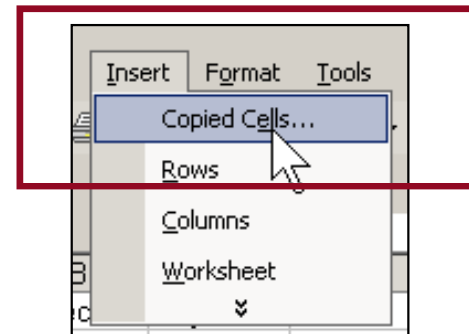 Insert Format Tools
Copied Cells...
Rows
Columns
Worksheet
B